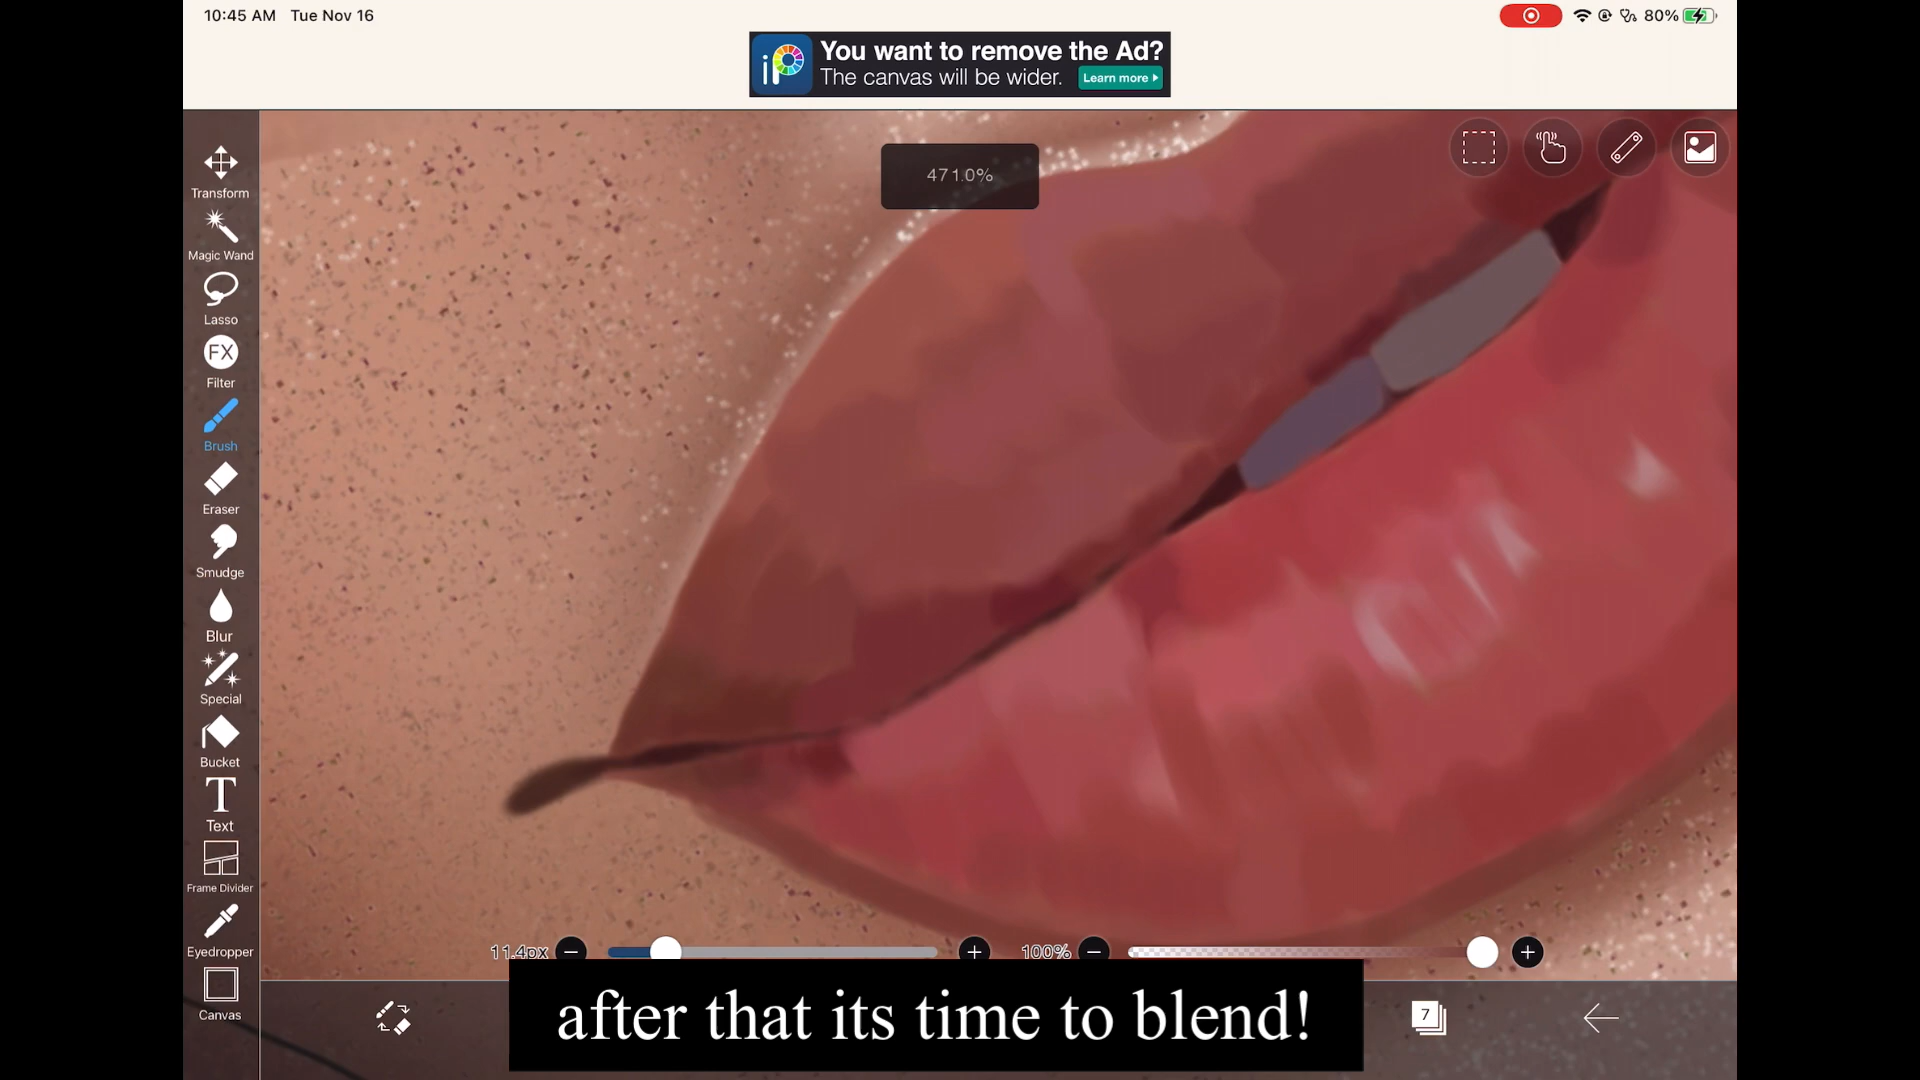 10:45 AM Tue Nov 16
80%
iP
You want to remove the Ad?
The canvas will be wider. Learn more
471.0%
Transform
Magic Wand
Lasso
FX
Filter
Brush
Eraser
Smudge
Blur
Special
Bucket
T
Text
Frame Divider
Eyedropper
Canvas
11.4px
100%
after that its time to blend!
7